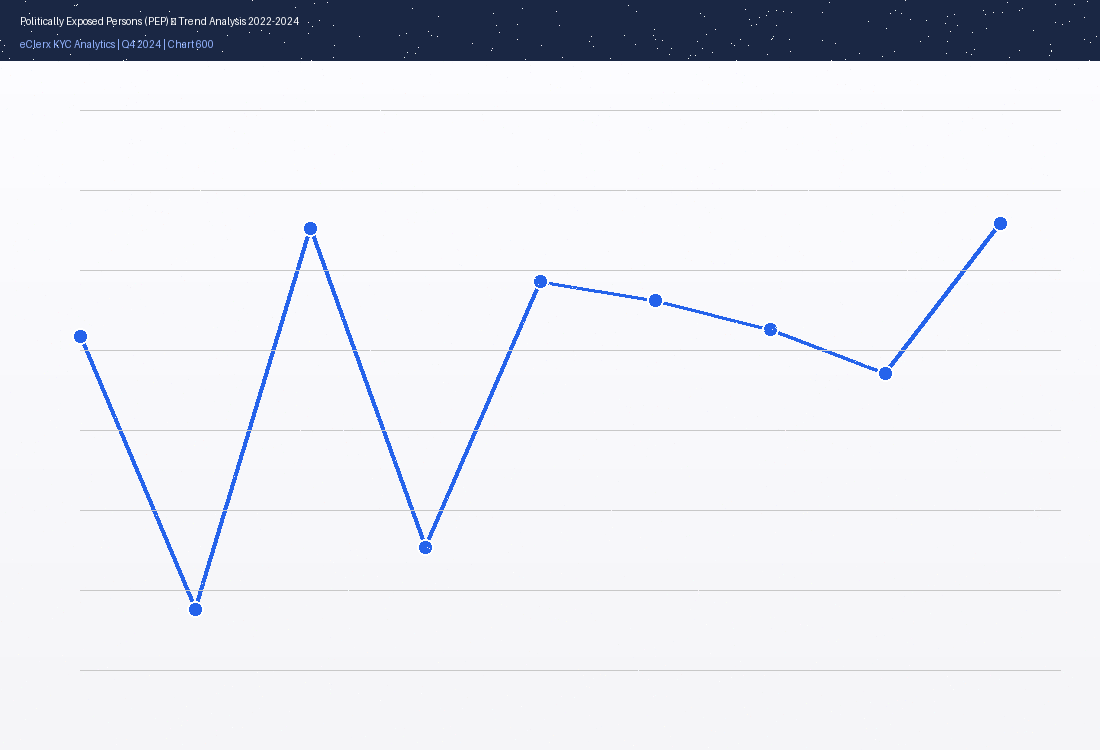 Politically Exposed Persons (PEP) Trend Analysis 2022-2024
eClerx KYC Analytics | Q4 2024 | Chart 600